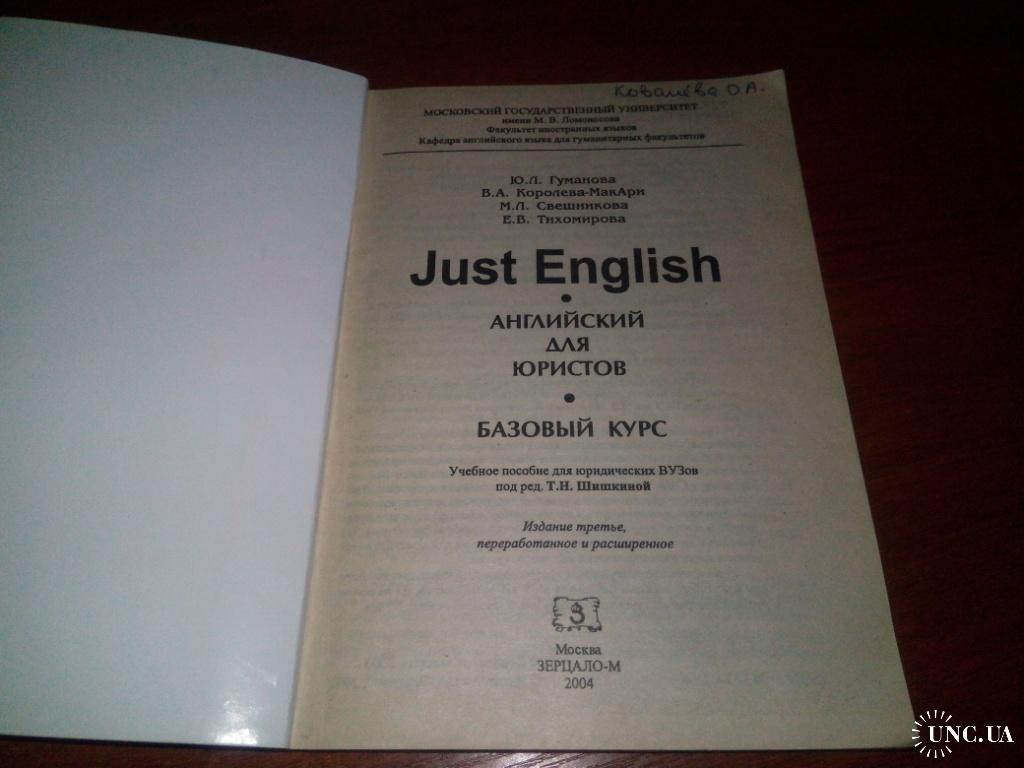 Ковалёва О.А.
МОСКОВСКИЙ ГОСУДАРСТВЕННЫЙ УНИВЕРСИТЕТ
имени М. В. Ломоносова
Факультет иностранных языков
Кафедра английского языка для гуманитарных факультетов
Ю.Л. Гуманова
В.А. Королева-МакАри
М.Л. Свешникова
Е.В. Тихомирова
Just English
•
АНГЛИЙСКИЙ
ДЛЯ
ЮРИСТОВ
•
БАЗОВЫЙ КУРС
Учебное пособие для юридических ВУЗов
под ред. Т.Н. Шишкиной
Издание третье,
переработанное и расширенное
З
Москва
ЗЕРЦАЛО-М
2004
UNC.UA